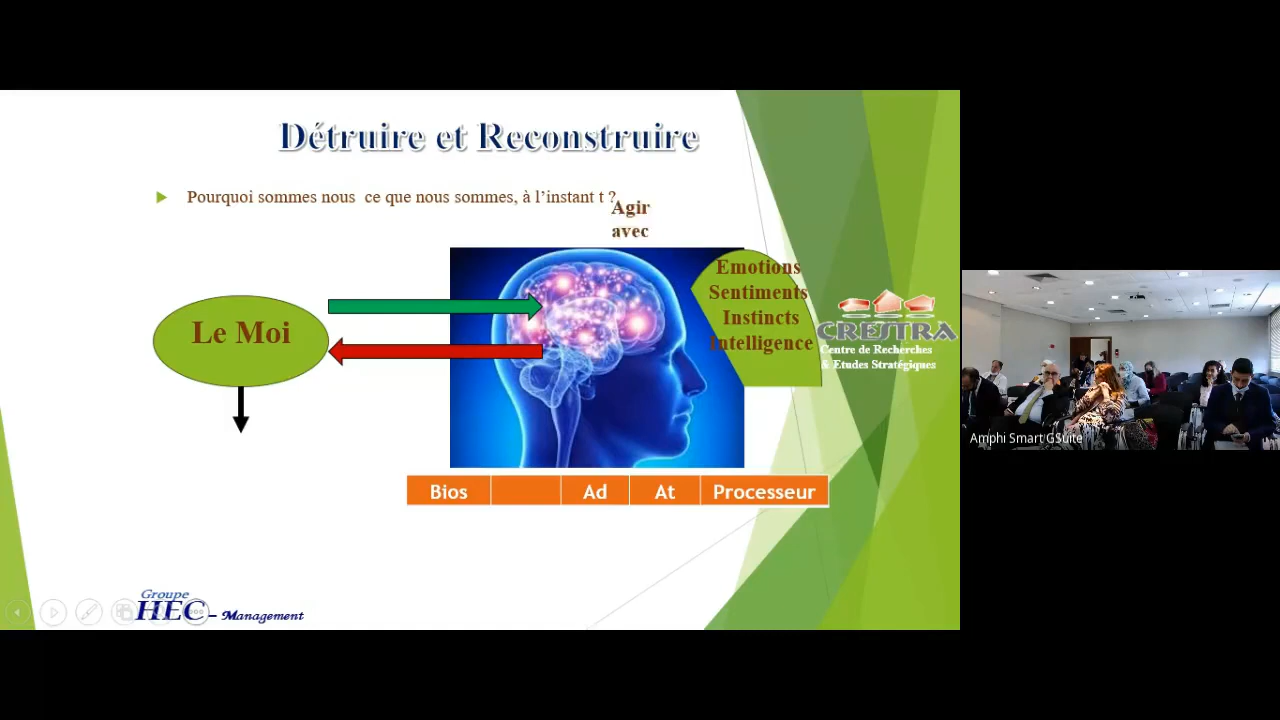 Détruire et Reconstruire
Pourquoi sommes nous ce que nous sommes, à l’instant t ?
Agir
avec
Emotions
Sentiments
Instincts
Intelligence
Le Moi
CRESTRA
Centre de Recherches
& Etudes Stratégiques
Amphi Smart GSuite
Bios Ad At Processeur
Groupe
HEC – Management